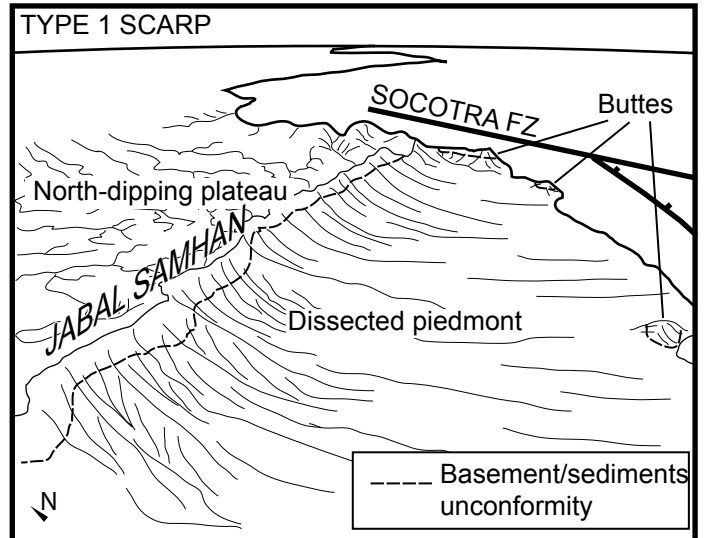 TYPE 1 SCARP
SOCOTRA FZ
Buttes
North-dipping plateau
JABAL SAMHAN
Dissected piedmont
Basement/sediments
unconformity
N